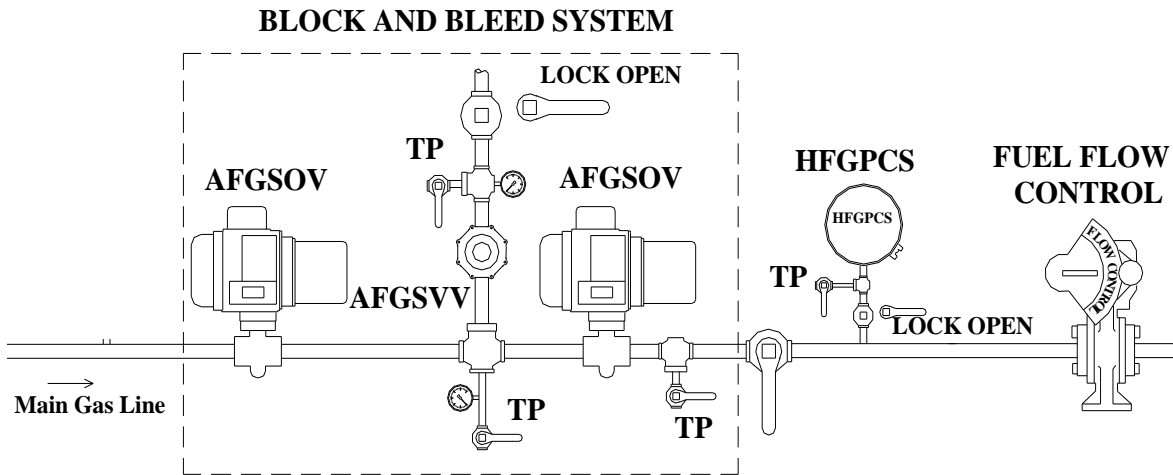 BLOCK AND BLEED SYSTEM
LOCK OPEN
TP
AFGSOV
AFGSOV
HFGPCS
FUEL FLOW
CONTROL
HFGPCS
FLOW CONTROL
AFGSVV
TP
LOCK OPEN
Main Gas Line
TP
TP